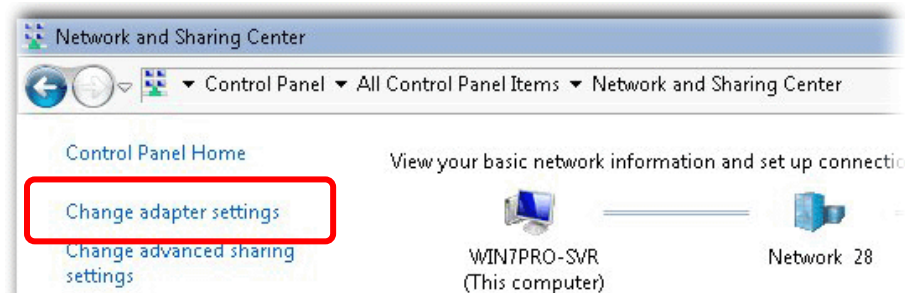 Network and Sharing Center
Control Panel All Control Panel Items Network and Sharing Center
Control Panel Home
View your basic network information and set up
Change adapter settings
Change advanced sharing
settings
WIN7PRO-SVR
(This computer)
Network 28